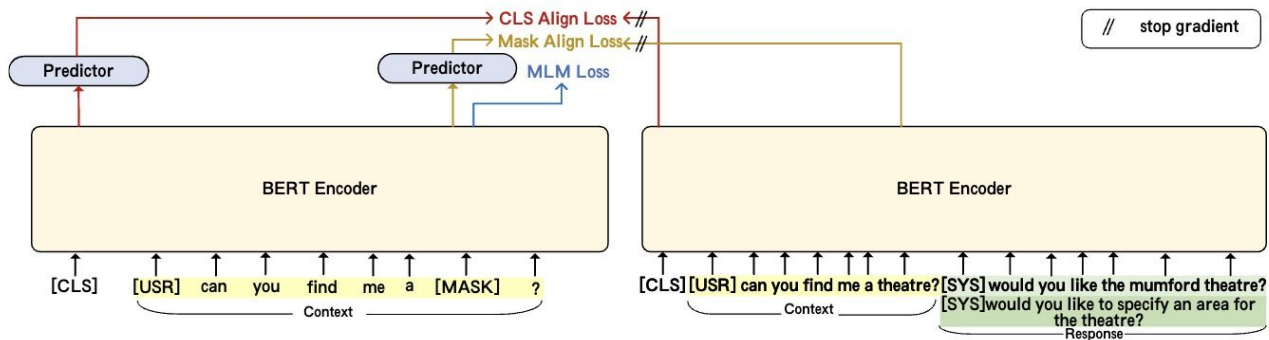 CLS Align Loss
// stop gradient
Mask Align Loss
Predictor
Predictor
MLM Loss
BERT Encoder
BERT Encoder
[CLS] [USR] can you find me a [MASK] ?
Context
[CLS] [USR] can you find me a theatre? [SYS] would you like the mumford theatre?
[SYS]would you like to specify an area for
the theatre?
Context
Response